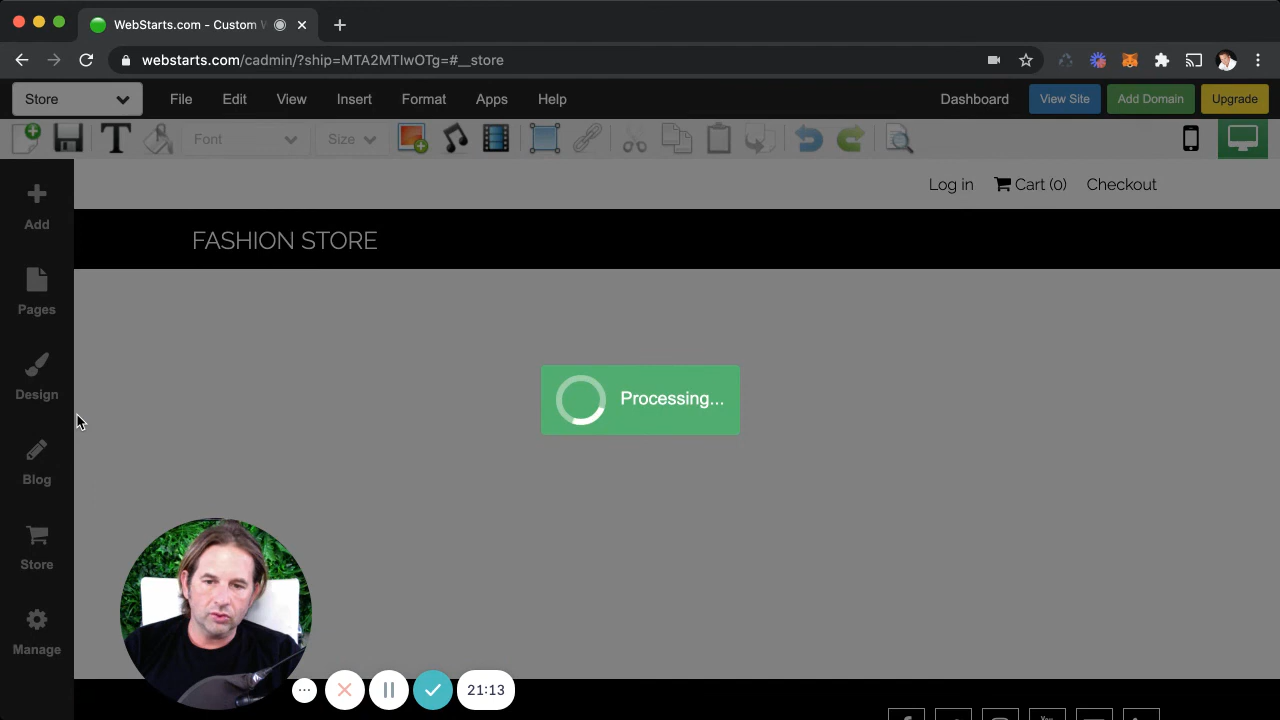 WebStarts.com - Custom W
webstarts.com/cadmin/?ship=MTA2MTIwOTg=#__store
Store File Edit View Insert Format Apps Help Dashboard View Site Add Domain Upgrade
T Font Size
Log in Cart (0) Checkout
Add
FASHION STORE
Pages
Design
Processing...
Blog
Store
Manage
21:13
You